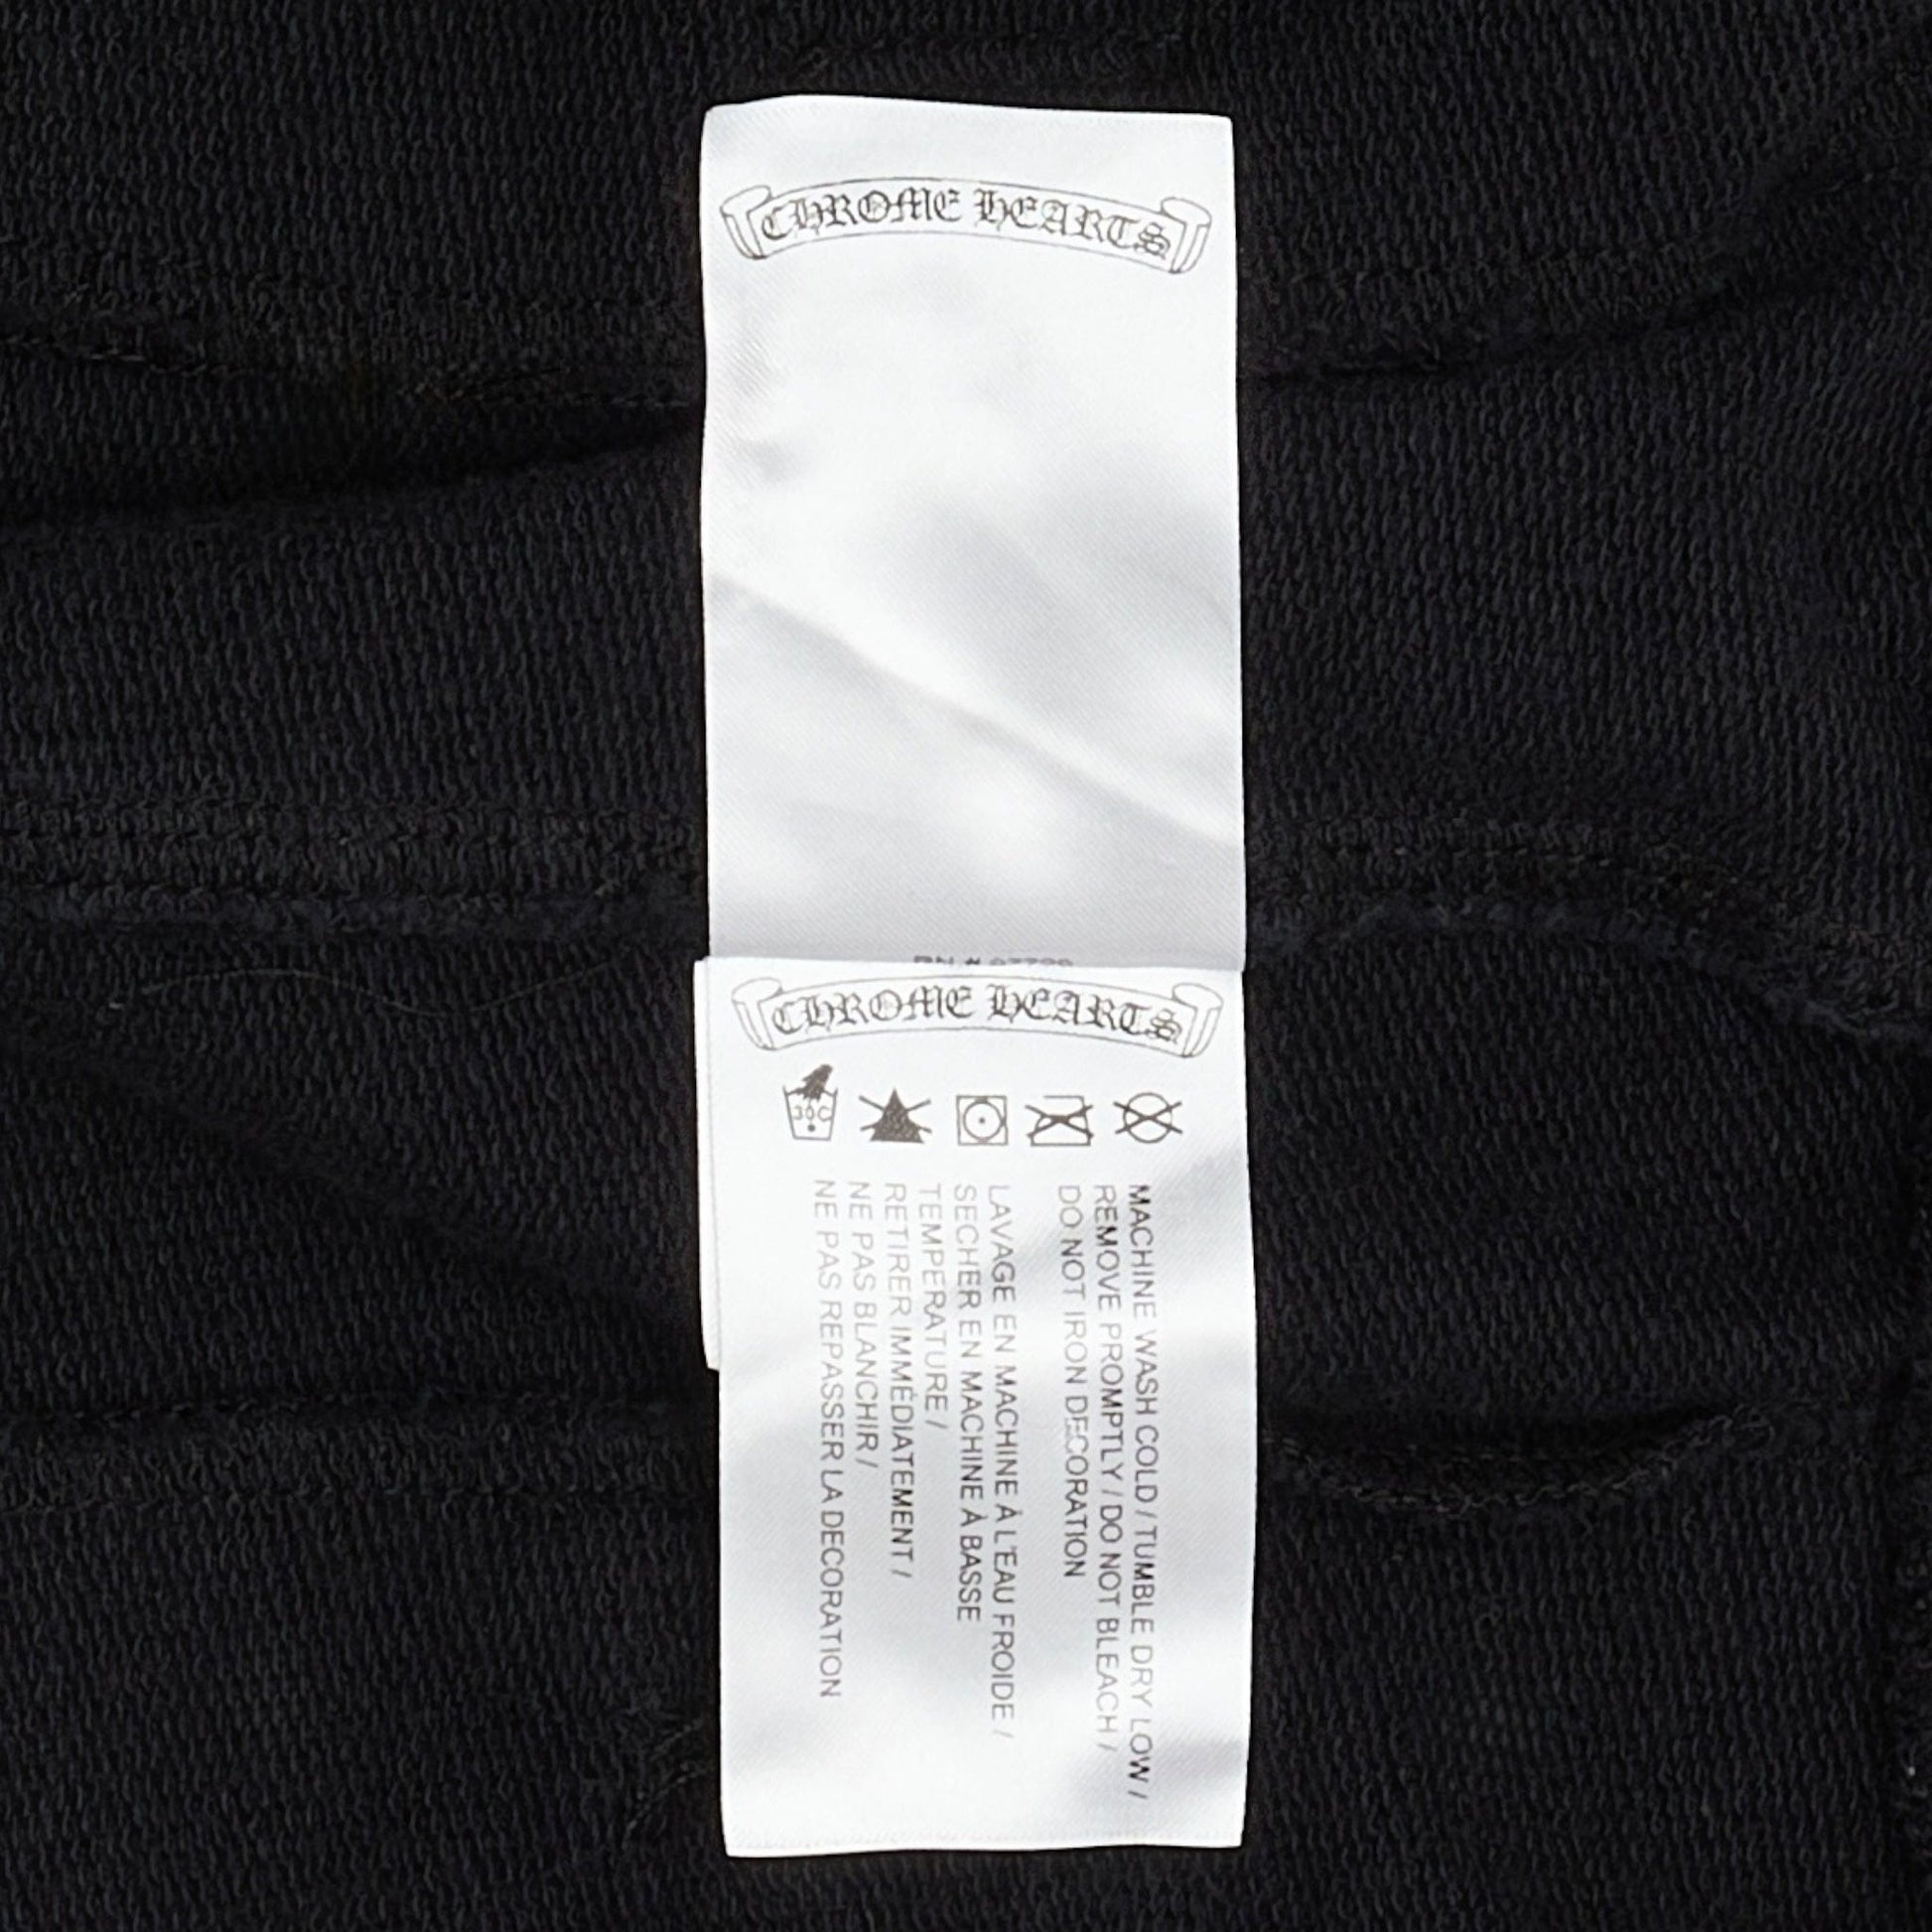 CHROME HEARTS
CHROME HEARTS
30C
MACHINE WASH COLD / TUMBLE DRY LOW /
REMOVE PROMPTLY / DO NOT BLEACH /
DO NOT IRON DECORATION
LAVAGE EN MACHINE À L'EAU FROIDE /
SECHER EN MACHINE À BASSE
TEMPERATURE /
RETIRER IMMÉDIATEMENT /
NE PAS BLANCHIR /
NE PAS REPASSER LA DECORATION